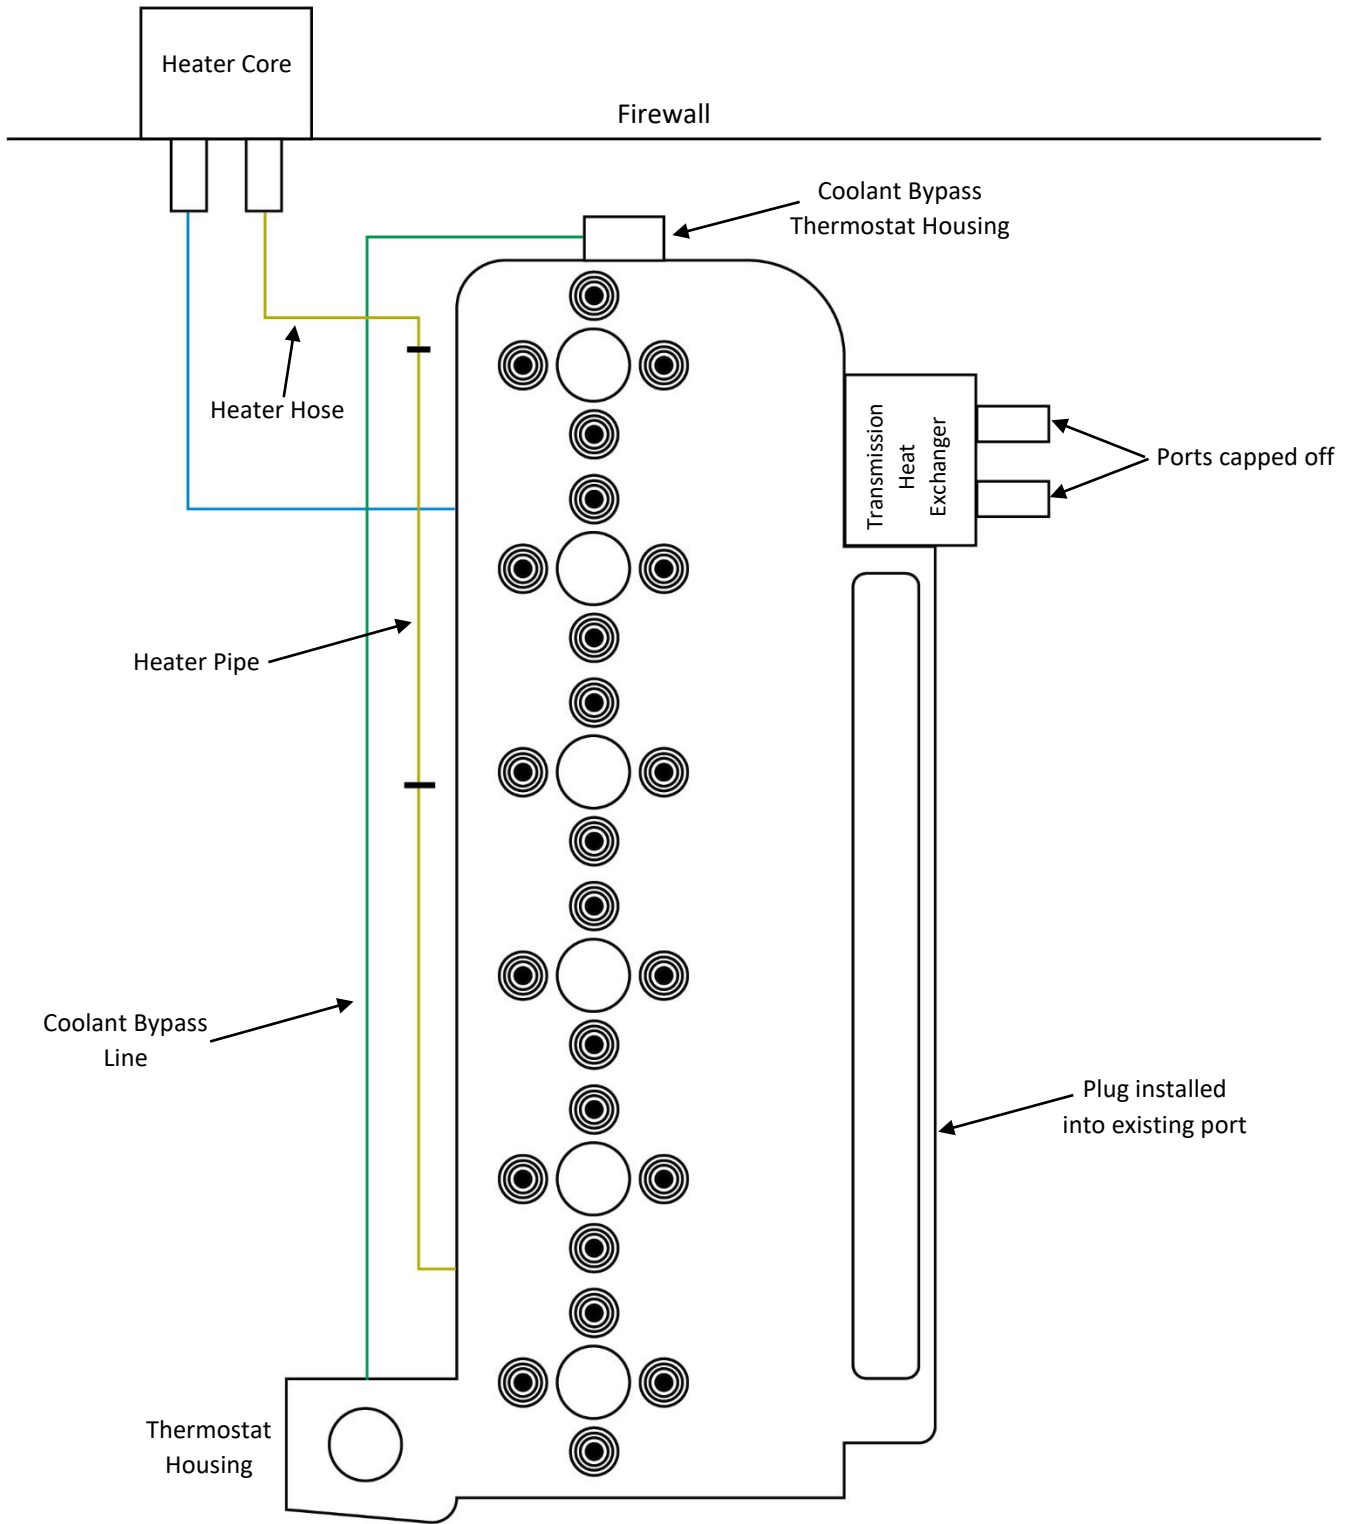 Heater Core
Firewall
Coolant Bypass
Thermostat Housing
Heater Hose
Transmission
Heat
Exchanger
Ports capped off
Heater Pipe
Coolant Bypass
Line
Plug installed
into existing port
Thermostat
Housing